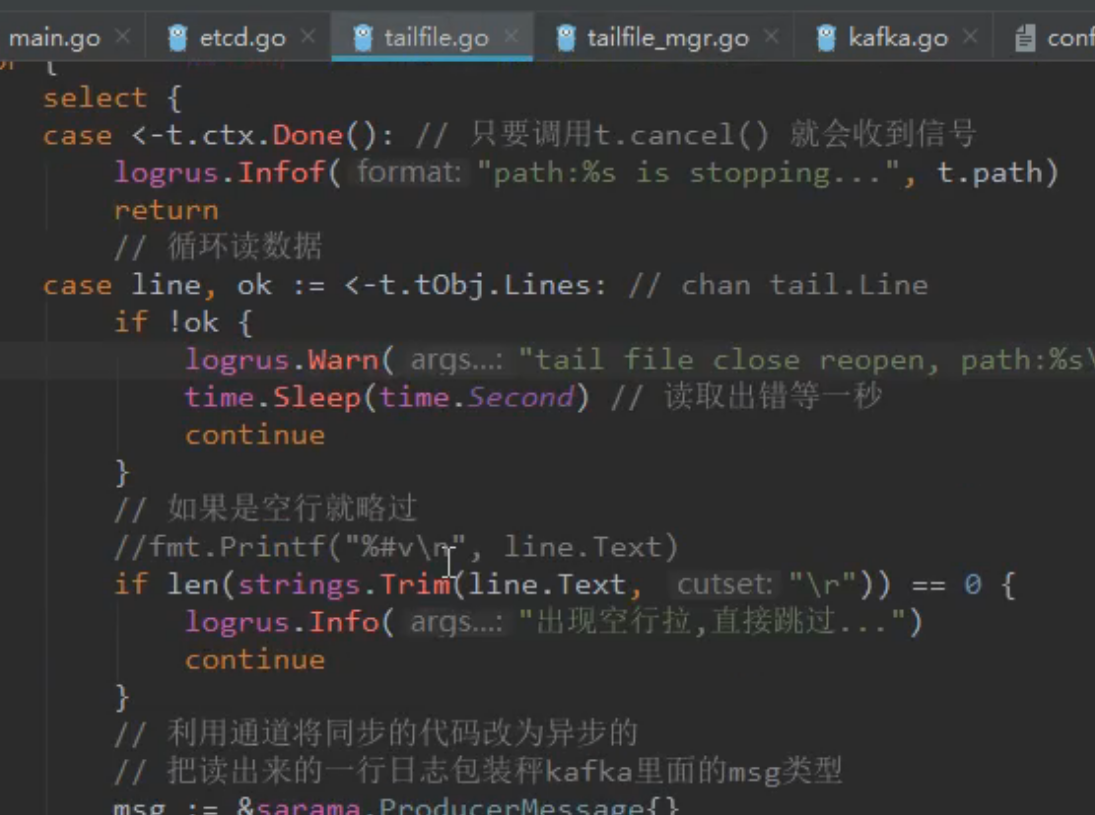 main.go × etcd.go × tailfile.go × tailfile_mgr.go × kafka.go × conf
select {
case <-t.ctx.Done(): // 只要调用t.cancel() 就会收到信号
logrus.Infof( format: "path:%s is stopping...", t.path)
return
// 循环读数据
case line, ok := <-t.tObj.Lines: // chan tail.Line
if !ok {
logrus.Warn( args...: "tail file close reopen, path:%s\
time.Sleep(time.Second) // 读取出错等一秒
continue
}
// 如果是空行就略过
//fmt.Printf("%#v\n", line.Text)
if len(strings.Trim(line.Text, cutset: "\r")) == 0 {
logrus.Info( args...: "出现空行拉,直接跳过...")
continue
}
// 利用通道将同步的代码改为异步的
// 把读出来的一行日志包装秤kafka里面的msg类型
msg := &sarama.ProducerMessage{}